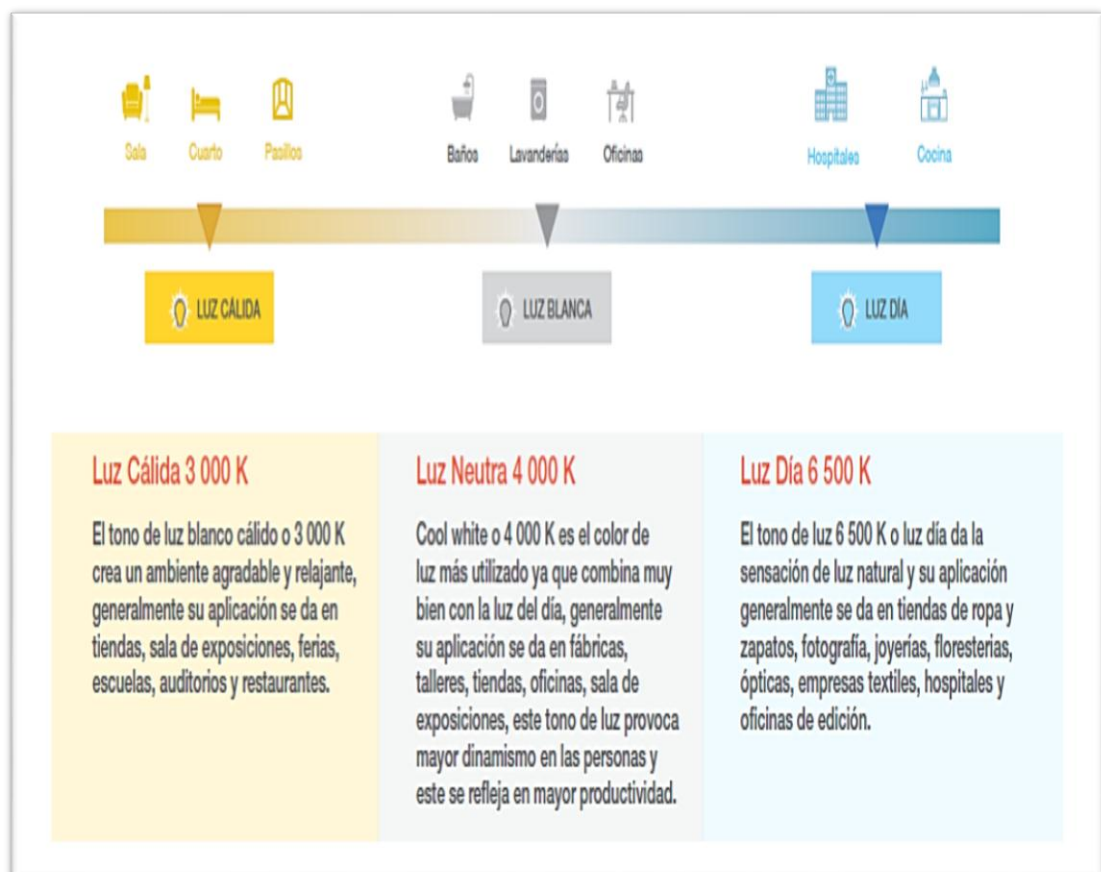 Sala Cuarto Pasillos Baños Lavanderías Oficinas Hospitales Cocina
LUZ CÁLIDA LUZ BLANCA LUZ DÍA
Luz Cálida 3 000 K
El tono de luz blanco cálido o 3 000 K
crea un ambiente agradable y relajante,
generalmente su aplicación se da en
tiendas, sala de exposiciones, ferias,
escuelas, auditorios y restaurantes.
Luz Neutra 4 000 K
Cool white o 4 000 K es el color de
luz más utilizado ya que combina muy
bien con la luz del día, generalmente
su aplicación se da en fábricas,
talleres, tiendas, oficinas, sala de
exposiciones, este tono de luz provoca
mayor dinamismo en las personas y
este se refleja en mayor productividad.
Luz Día 6 500 K
El tono de luz 6 500 K o luz día da la
sensación de luz natural y su aplicación
generalmente se da en tiendas de ropa y
zapatos, fotografía, joyerías, floresterias,
ópticas, empresas textiles, hospitales y
oficinas de edición.